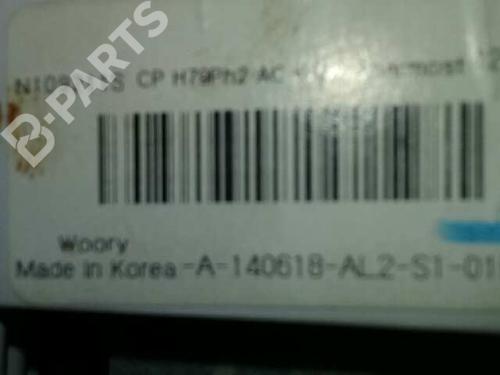 CP H79Ph2 AC
Woory
Made in Korea -A-140618-AL2-S1-01
B-PARTS